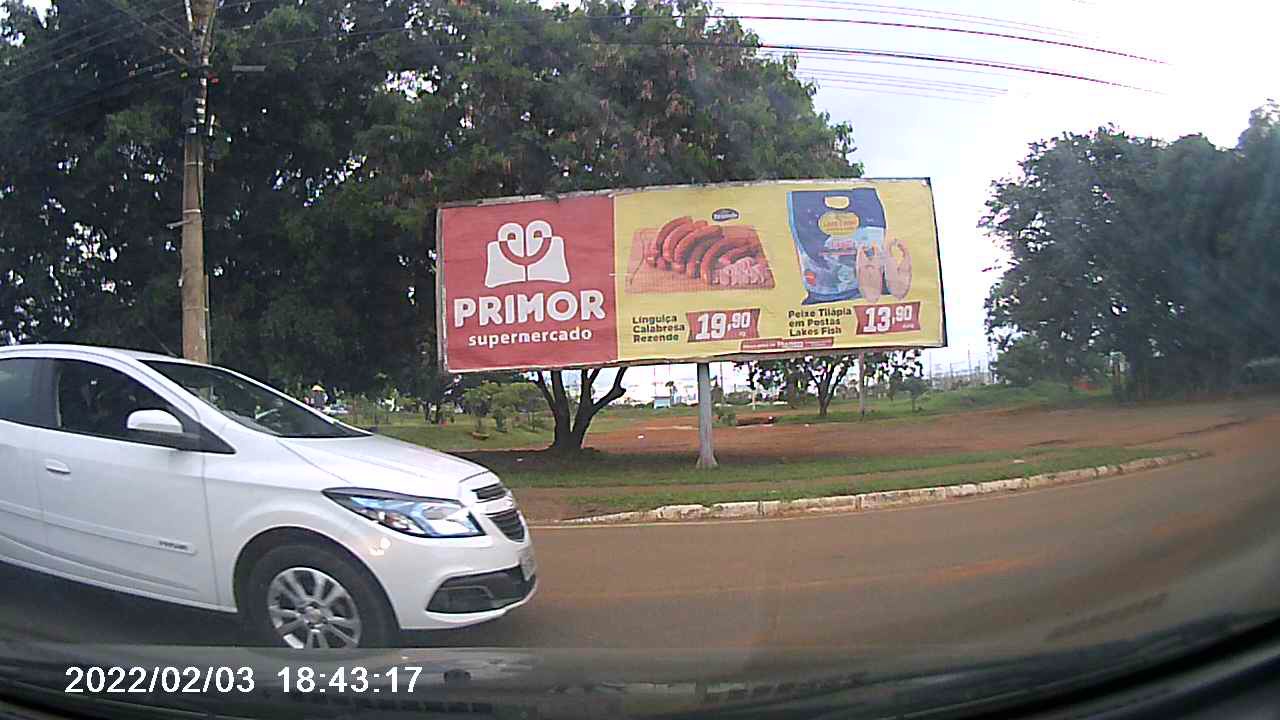 PRIMOR
supermercado
Rezende
Linguiça
Calabresa
Rezende
19,90
Peixe Tilápia
em Postas
Lakes Fish
13,90
2022/02/03 18:43:17